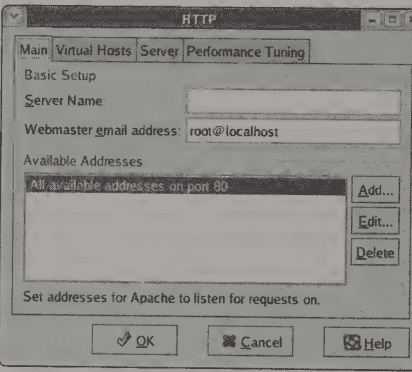 HTTP
Main Virtual Hosts Server Performance Tuning
Basic Setup
Server Name:
Webmaster email address: root@localhost
Available Addresses
All available addresses on port 80
Add...
Edit...
Delete
Set addresses for Apache to listen for requests on.
OK Cancel Help